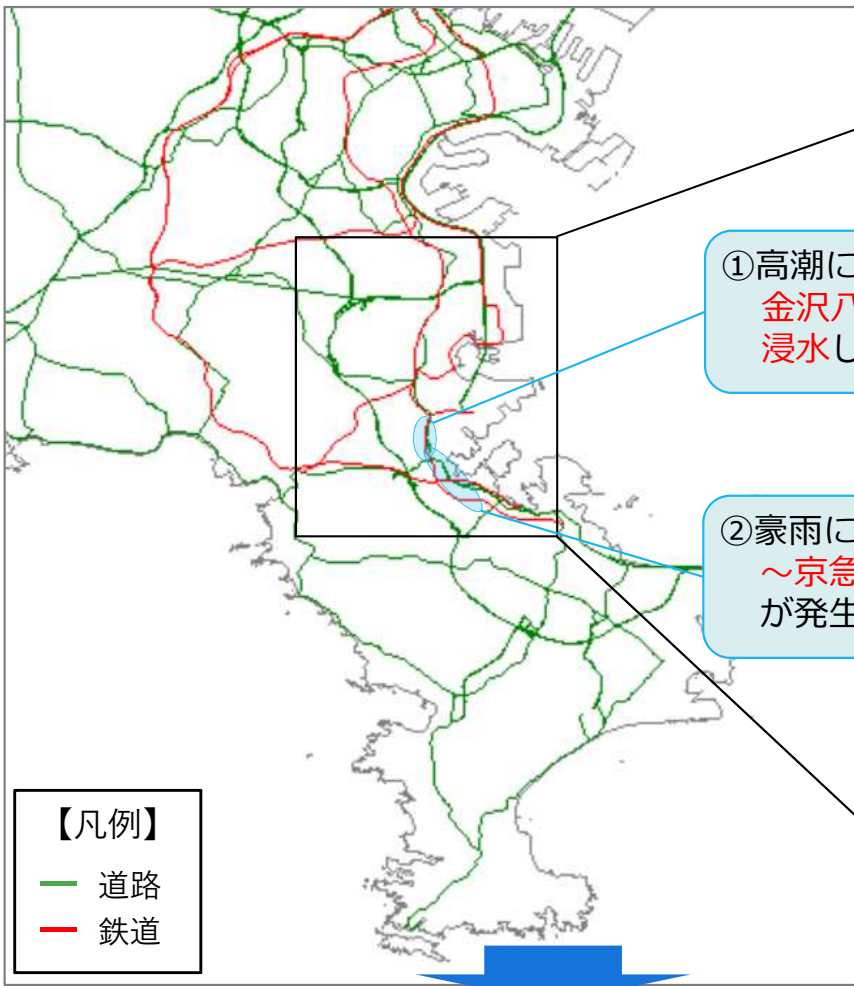 ①高潮に
金沢八
浸水し
②豪雨に
～京急
が発生
【凡例】
道路
鉄道